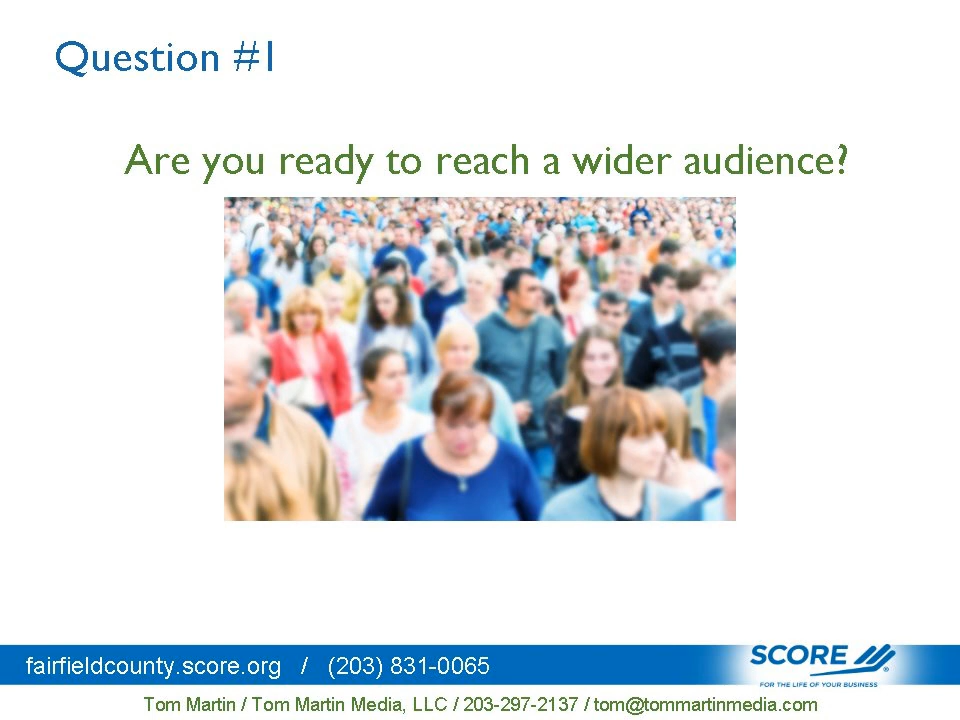 Question #1
Are you ready to reach a wider audience?
fairfieldcounty.score.org / (203) 831-0065
SCORE
FOR THE LIFE OF YOUR BUSINESS ®
Tom Martin / Tom Martin Media, LLC / 203-297-2137 / tom@tommartinmedia.com